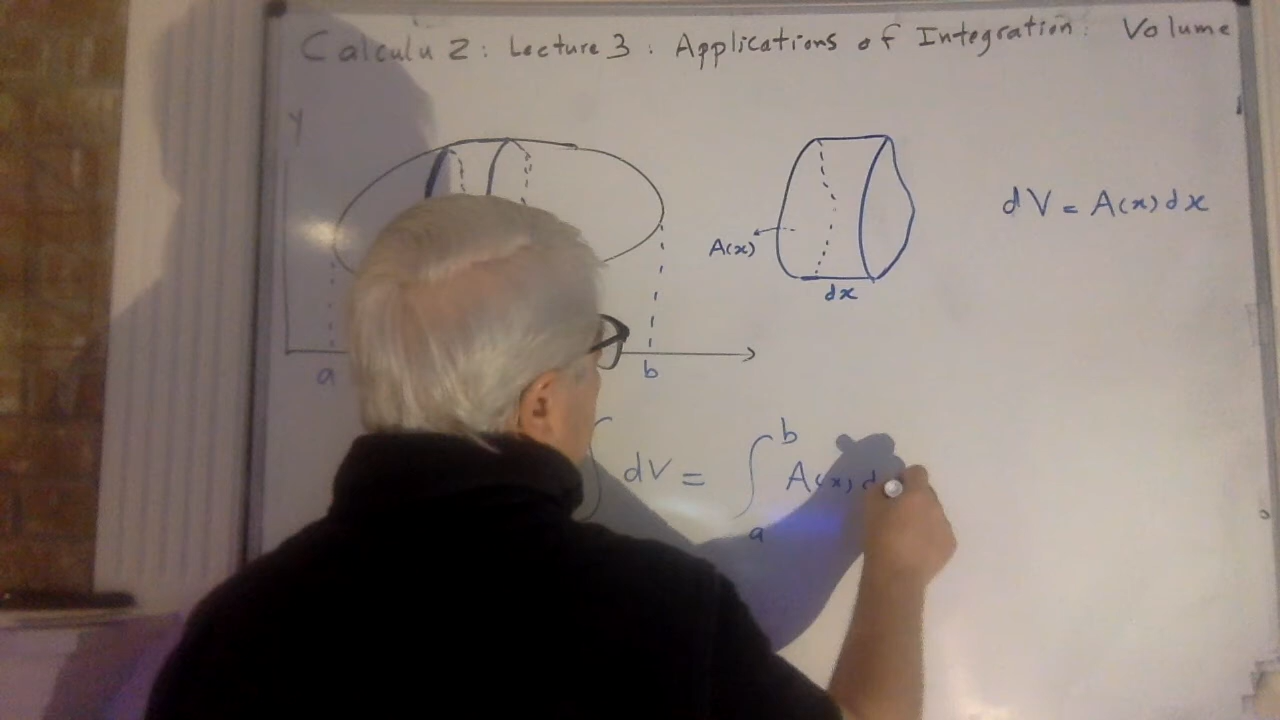 Calculu 2: Lecture 3: Applications of Integration: Volume
y
A(x)
dx
dV = A(x)dx
a
b
∫ dV = ∫
b
a
A(x) d